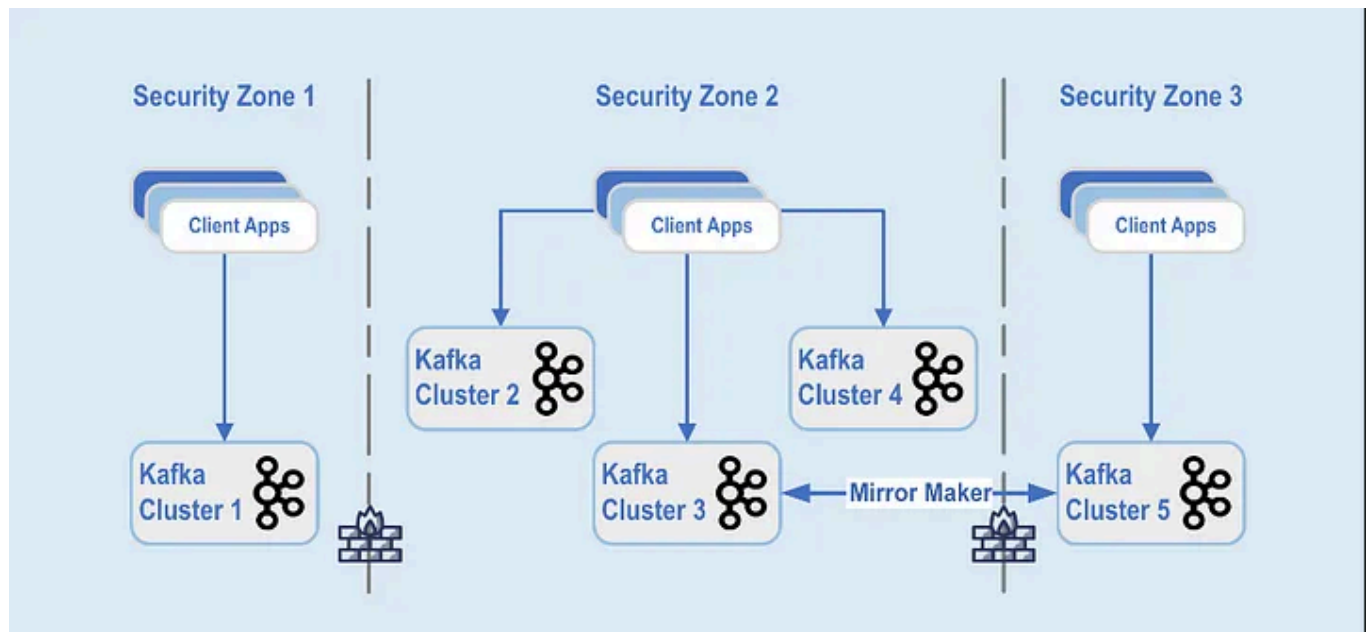 Security Zone 1
Security Zone 2
Security Zone 3
Client Apps
Client Apps
Client Apps
Kafka
Cluster 2
Kafka
Cluster 4
Kafka
Cluster 1
Kafka
Cluster 3
Mirror Maker
Kafka
Cluster 5